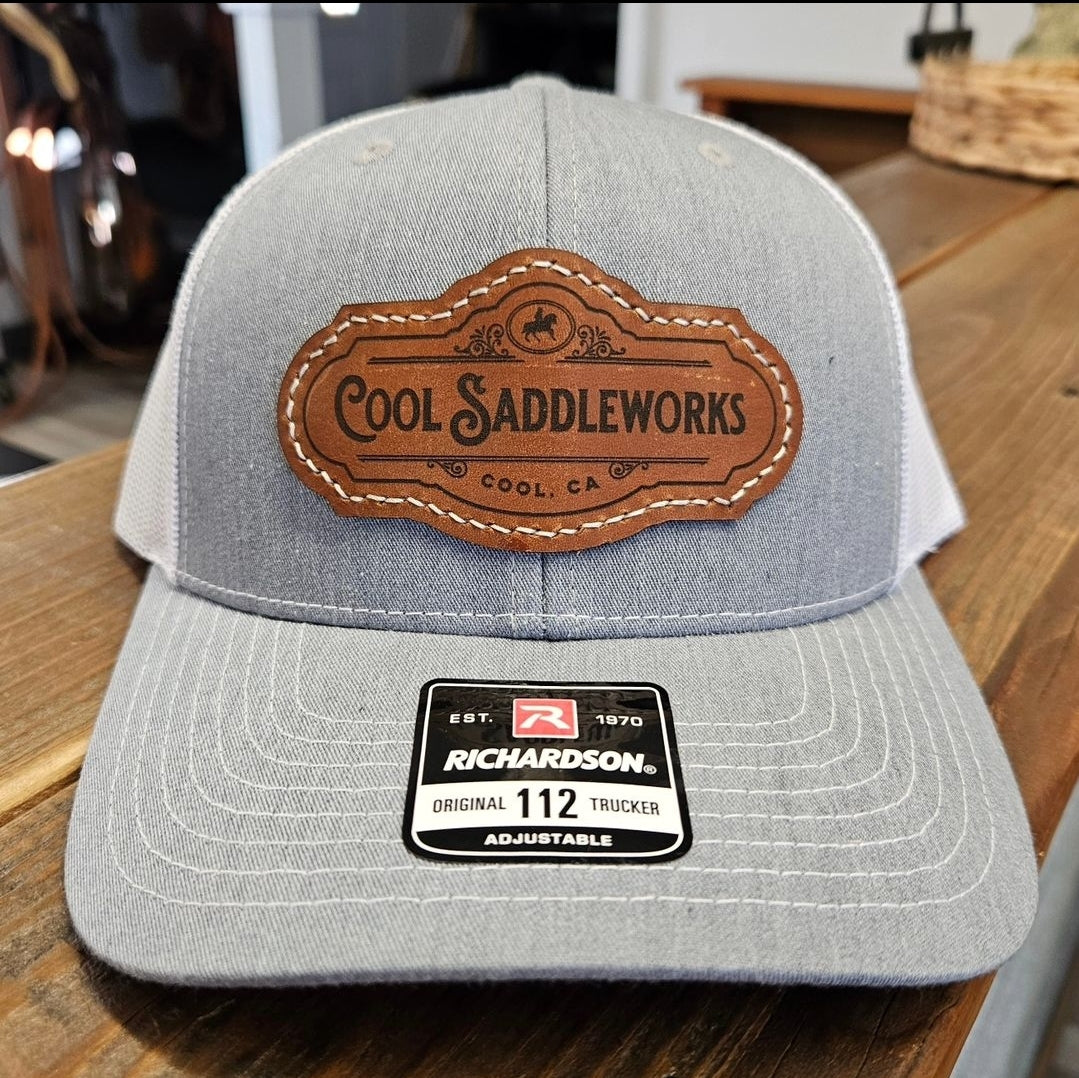 COOL SADDLEWORKS
COOL, CA
EST. R 1970
RICHARDSON®
ORIGINAL 112 TRUCKER
ADJUSTABLE